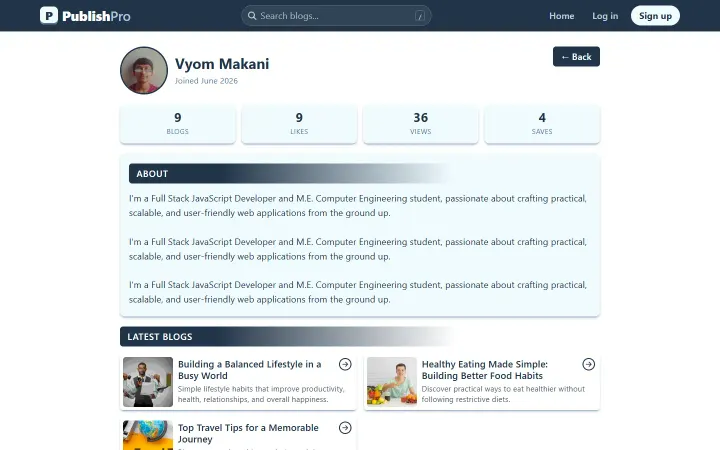 P PublishPro
Search blogs... /
Home Log in Sign up
Vyom Makani
Joined June 2026
← Back
9 9 36 4
BLOGS LIKES VIEWS SAVES
ABOUT
I'm a Full Stack JavaScript Developer and M.E. Computer Engineering student, passionate about crafting practical,
scalable, and user-friendly web applications from the ground up.
I'm a Full Stack JavaScript Developer and M.E. Computer Engineering student, passionate about crafting practical,
scalable, and user-friendly web applications from the ground up.
I'm a Full Stack JavaScript Developer and M.E. Computer Engineering student, passionate about crafting practical,
scalable, and user-friendly web applications from the ground up.
LATEST BLOGS
Building a Balanced Lifestyle in a
Busy World
Simple lifestyle habits that improve productivity,
health, relationships, and overall happiness.
Healthy Eating Made Simple:
Building Better Food Habits
Discover practical ways to eat healthier without
following restrictive diets.
Top Travel Tips for a Memorable
Journey